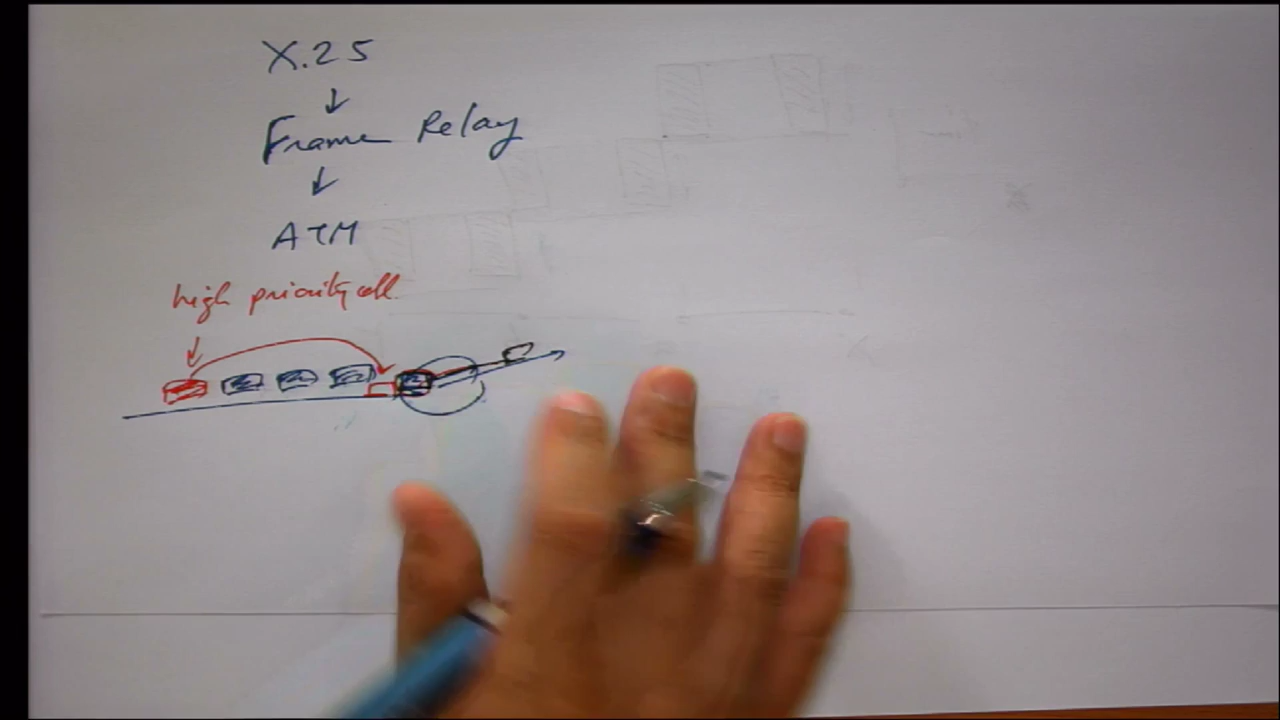 X.25
↓
Frame Relay
↓
ATM
high priority cell.